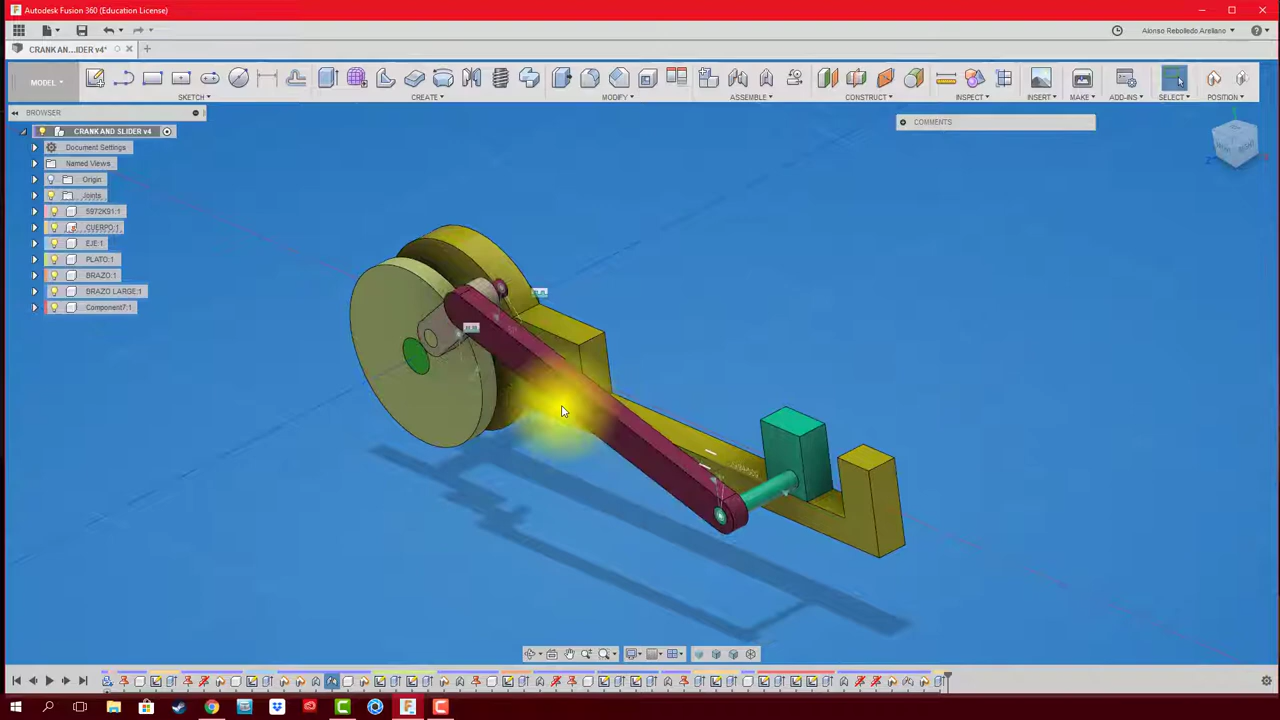 Autodesk Fusion 360 (Education License)
Alonso Rebolledo Arellano
CRANK AN...IDER v4*
MODEL
SKETCH
CREATE
MODIFY
ASSEMBLE
CONSTRUCT
INSPECT
INSERT
MAKE
ADD-INS
SELECT
POSITION
BROWSER
COMMENTS
CRANK AND SLIDER v4
Document Settings
Named Views
Origin
Joints
5972K91:1
CUERPO:1
EJE:1
PLATO:1
BRAZO:1
BRAZO LARGE:1
Component7:1